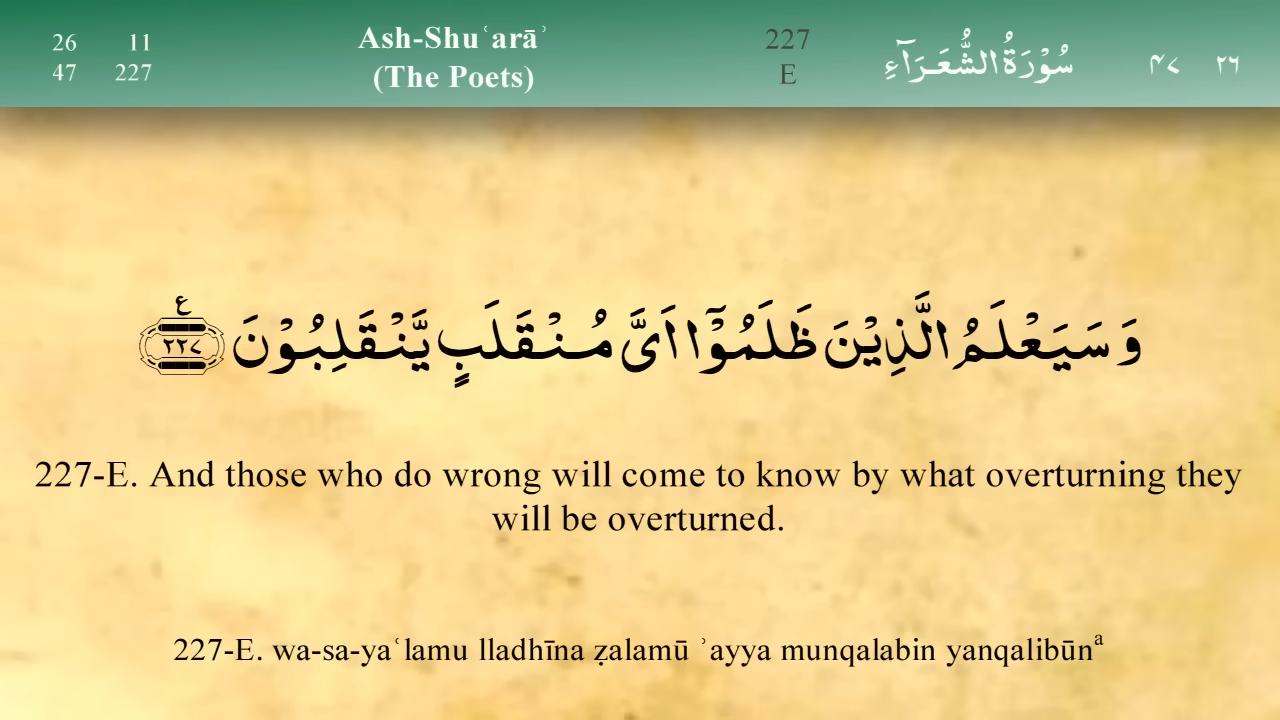 26 11 Ash-Shuʿarāʾ 227 سُوْرَةُ الشُّعَرَآءِ ٤٧ ٢٦
47 227 (The Poets) E
ع
وَ سَيَعْلَمُ الَّذِيْنَ ظَلَمُوْٓا اَىَّ مُنْقَلَبٍ يَّنْقَلِبُوْنَ ٢٢٧
227-E. And those who do wrong will come to know by what overturning they
will be overturned.
227-E. wa-sa-yaʿlamu lladhīna ẓalamū ʾayya munqalabin yanqalibūnᵃ